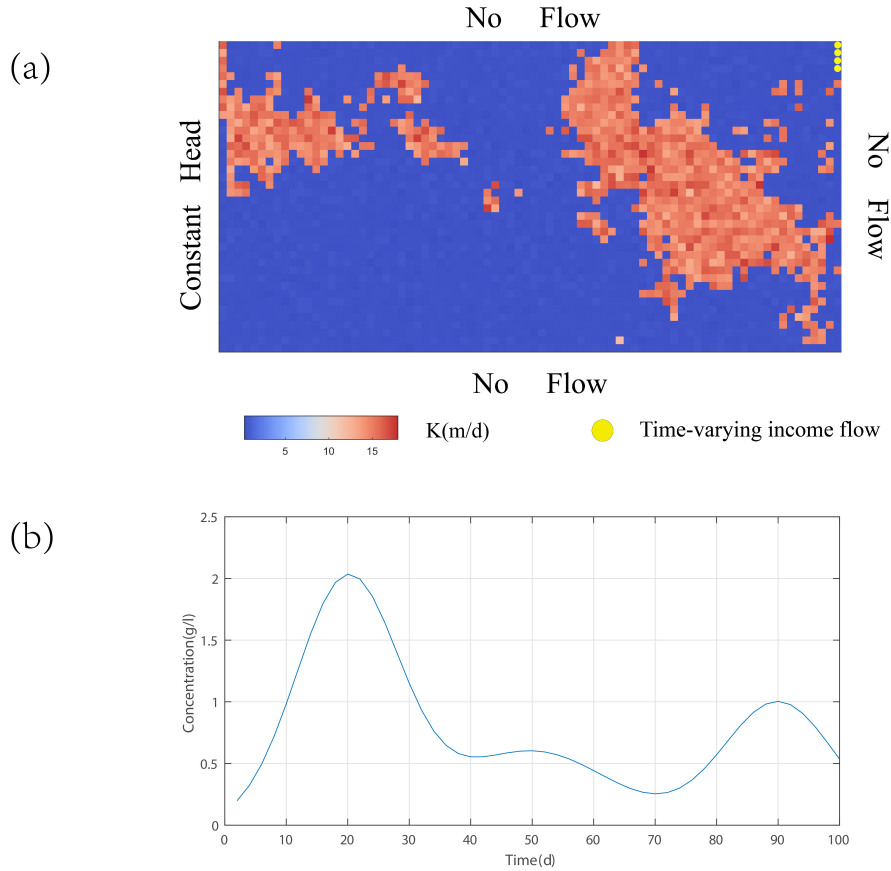 No Flow
(a)
Constant Head
No Flow
No Flow
5 10 15
K(m/d)
Time-varying income flow
(b)
2.5
2
1.5
1
0.5
0
Concentration(g/l)
0 10 20 30 40 50 60 70 80 90 100
Time(d)